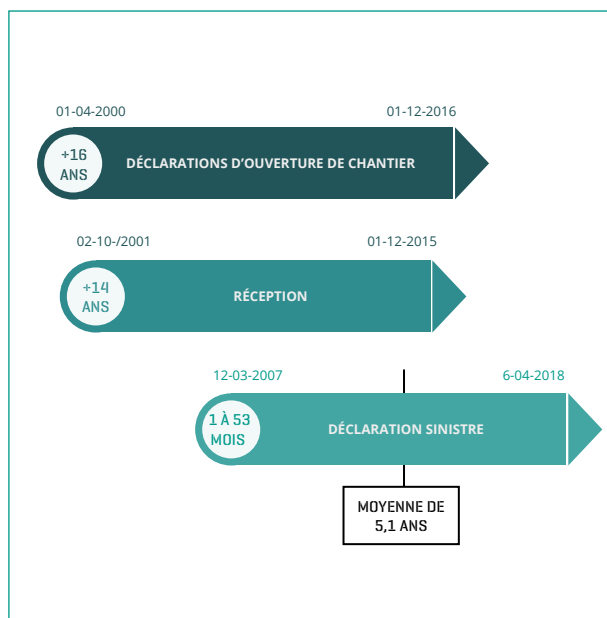 01-04-2000
01-12-2016
+16
ANS
DÉCLARATIONS D'OUVERTURE DE CHANTIER
02-10-/2001
01-12-2015
+14
ANS
RÉCEPTION
12-03-2007
6-04-2018
1 À 53
MOIS
DÉCLARATION SINISTRE
MOYENNE DE
5,1 ANS